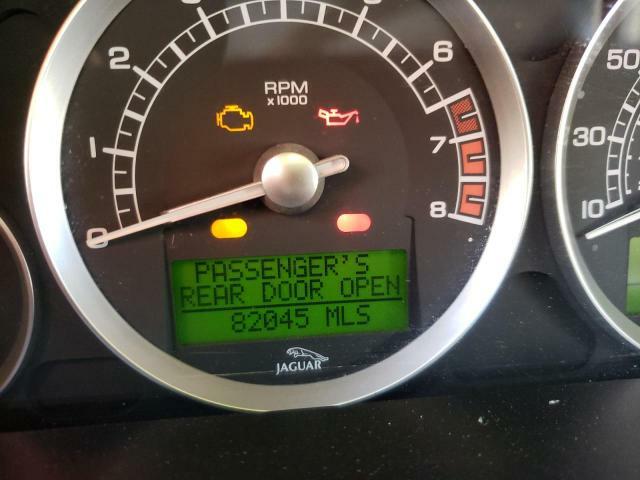 2
6
RPM
x1000
1
7
0
8
PASSENGER'S
REAR DOOR OPEN
82045 MLS
JAGUAR
50
30
10